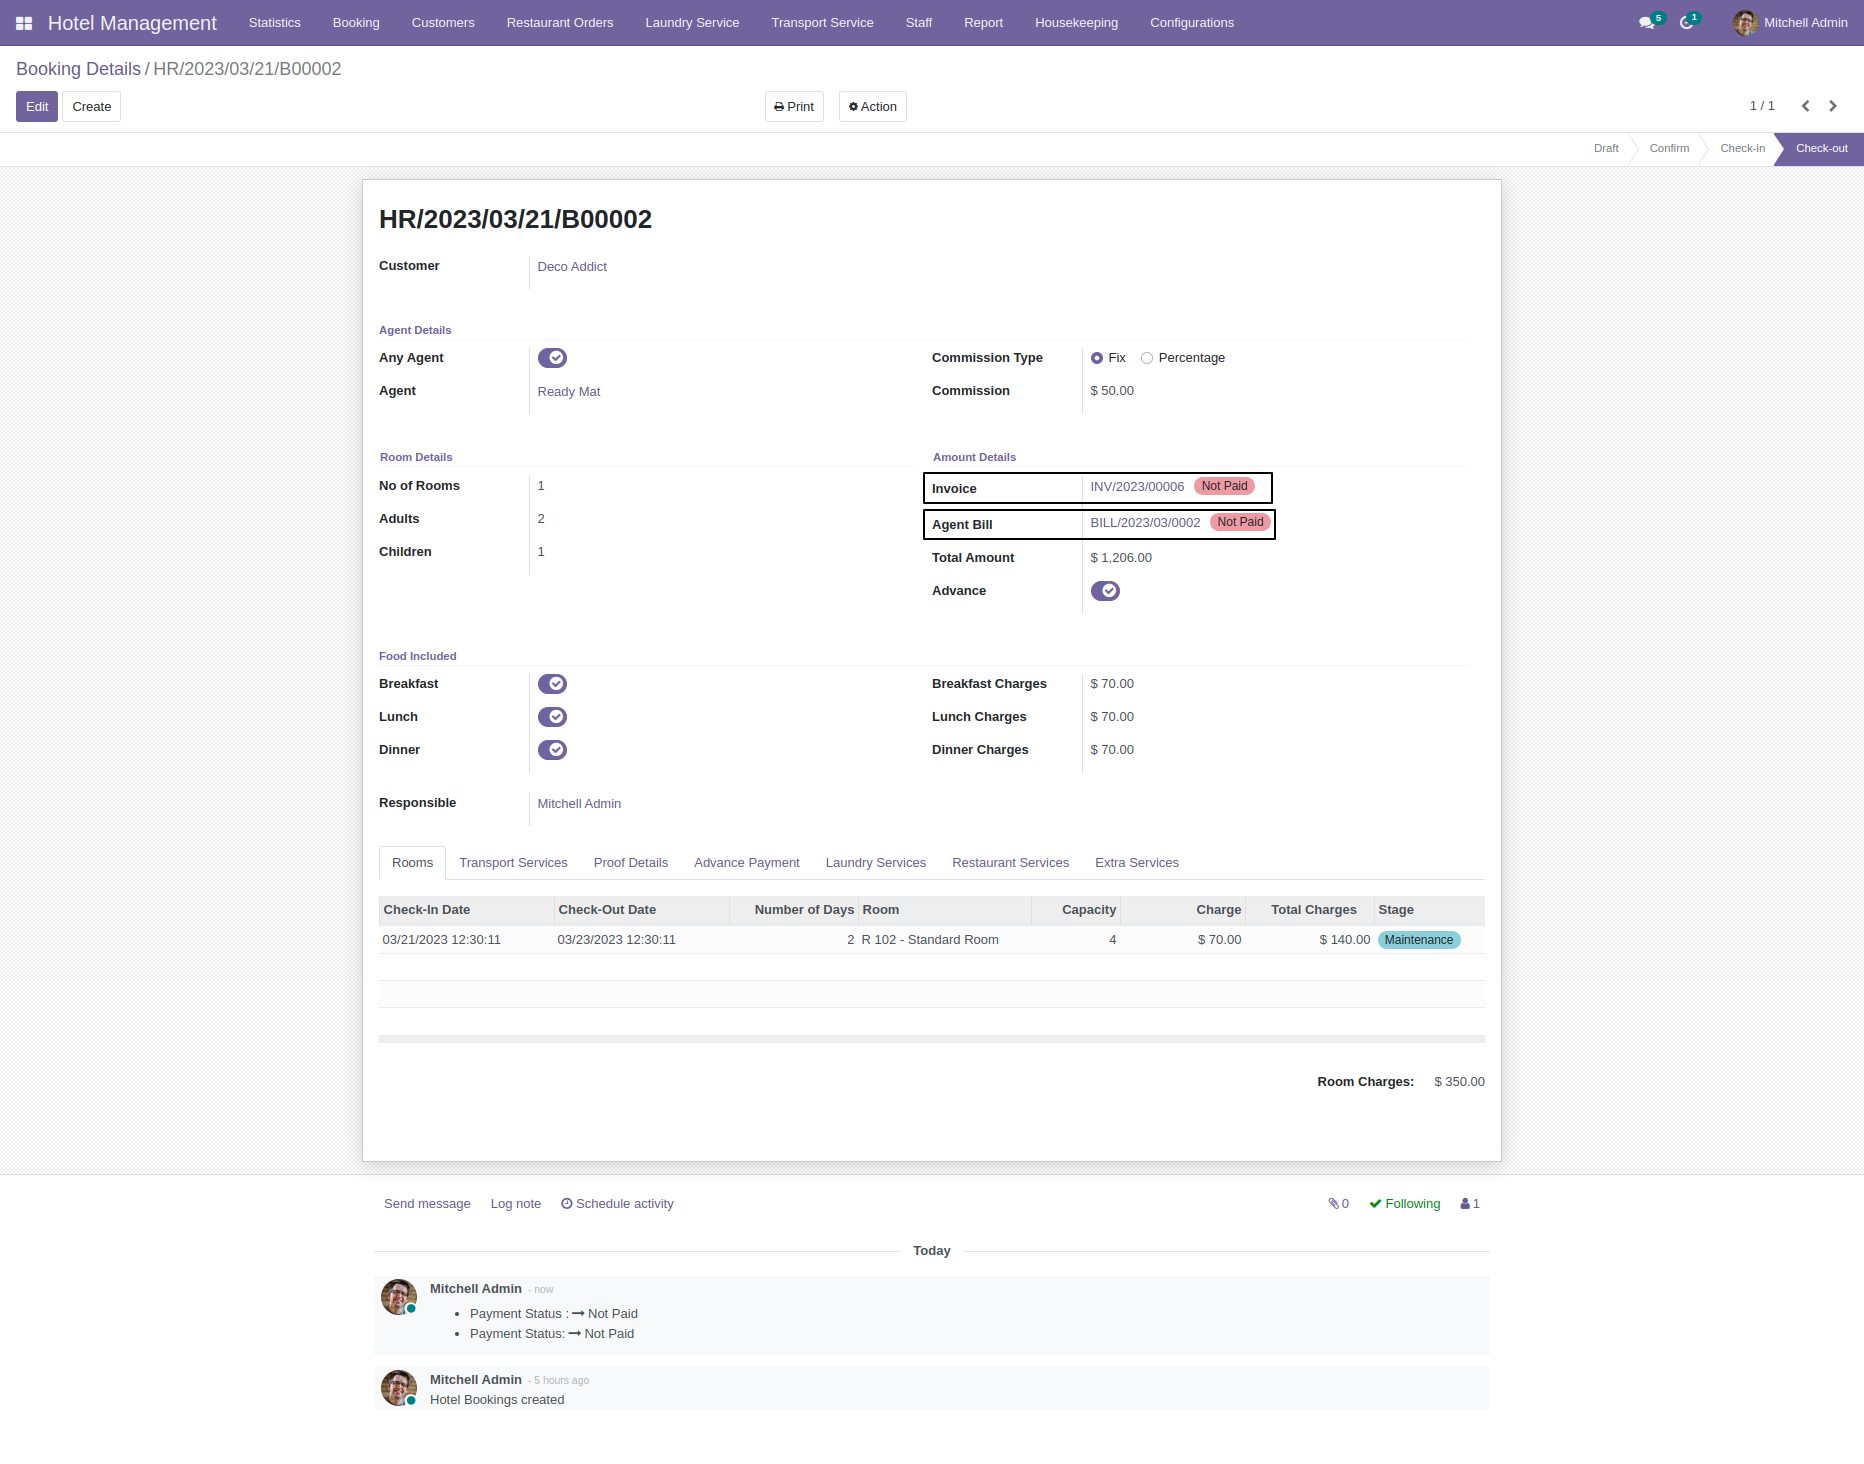 Hotel Management Statistics Booking Customers Restaurant Orders Laundry Service Transport Service Staff Report Housekeeping Configurations 5 1 Mitchell Admin
Booking Details / HR/2023/03/21/B00002
Edit Create Print Action 1 / 1
Draft Confirm Check-in Check-out
HR/2023/03/21/B00002
Customer Deco Addict
Agent Details
Any Agent Commission Type Fix Percentage
Agent Ready Mat Commission $ 50.00
Room Details Amount Details
No of Rooms 1 Invoice INV/2023/00006 Not Paid
Adults 2 Agent Bill BILL/2023/03/0002 Not Paid
Children 1 Total Amount $ 1,206.00
Advance
Food Included
Breakfast Breakfast Charges $ 70.00
Lunch Lunch Charges $ 70.00
Dinner Dinner Charges $ 70.00
Responsible Mitchell Admin
Rooms Transport Services Proof Details Advance Payment Laundry Services Restaurant Services Extra Services
Check-In Date Check-Out Date Number of Days Room Capacity Charge Total Charges Stage
03/21/2023 12:30:11 03/23/2023 12:30:11 2 R 102 - Standard Room 4 $ 70.00 $ 140.00 Maintenance
Room Charges: $ 350.00
Send message Log note Schedule activity 0 Following 1
Today
Mitchell Admin - now
• Payment Status : → Not Paid
• Payment Status: → Not Paid
Mitchell Admin - 5 hours ago
Hotel Bookings created